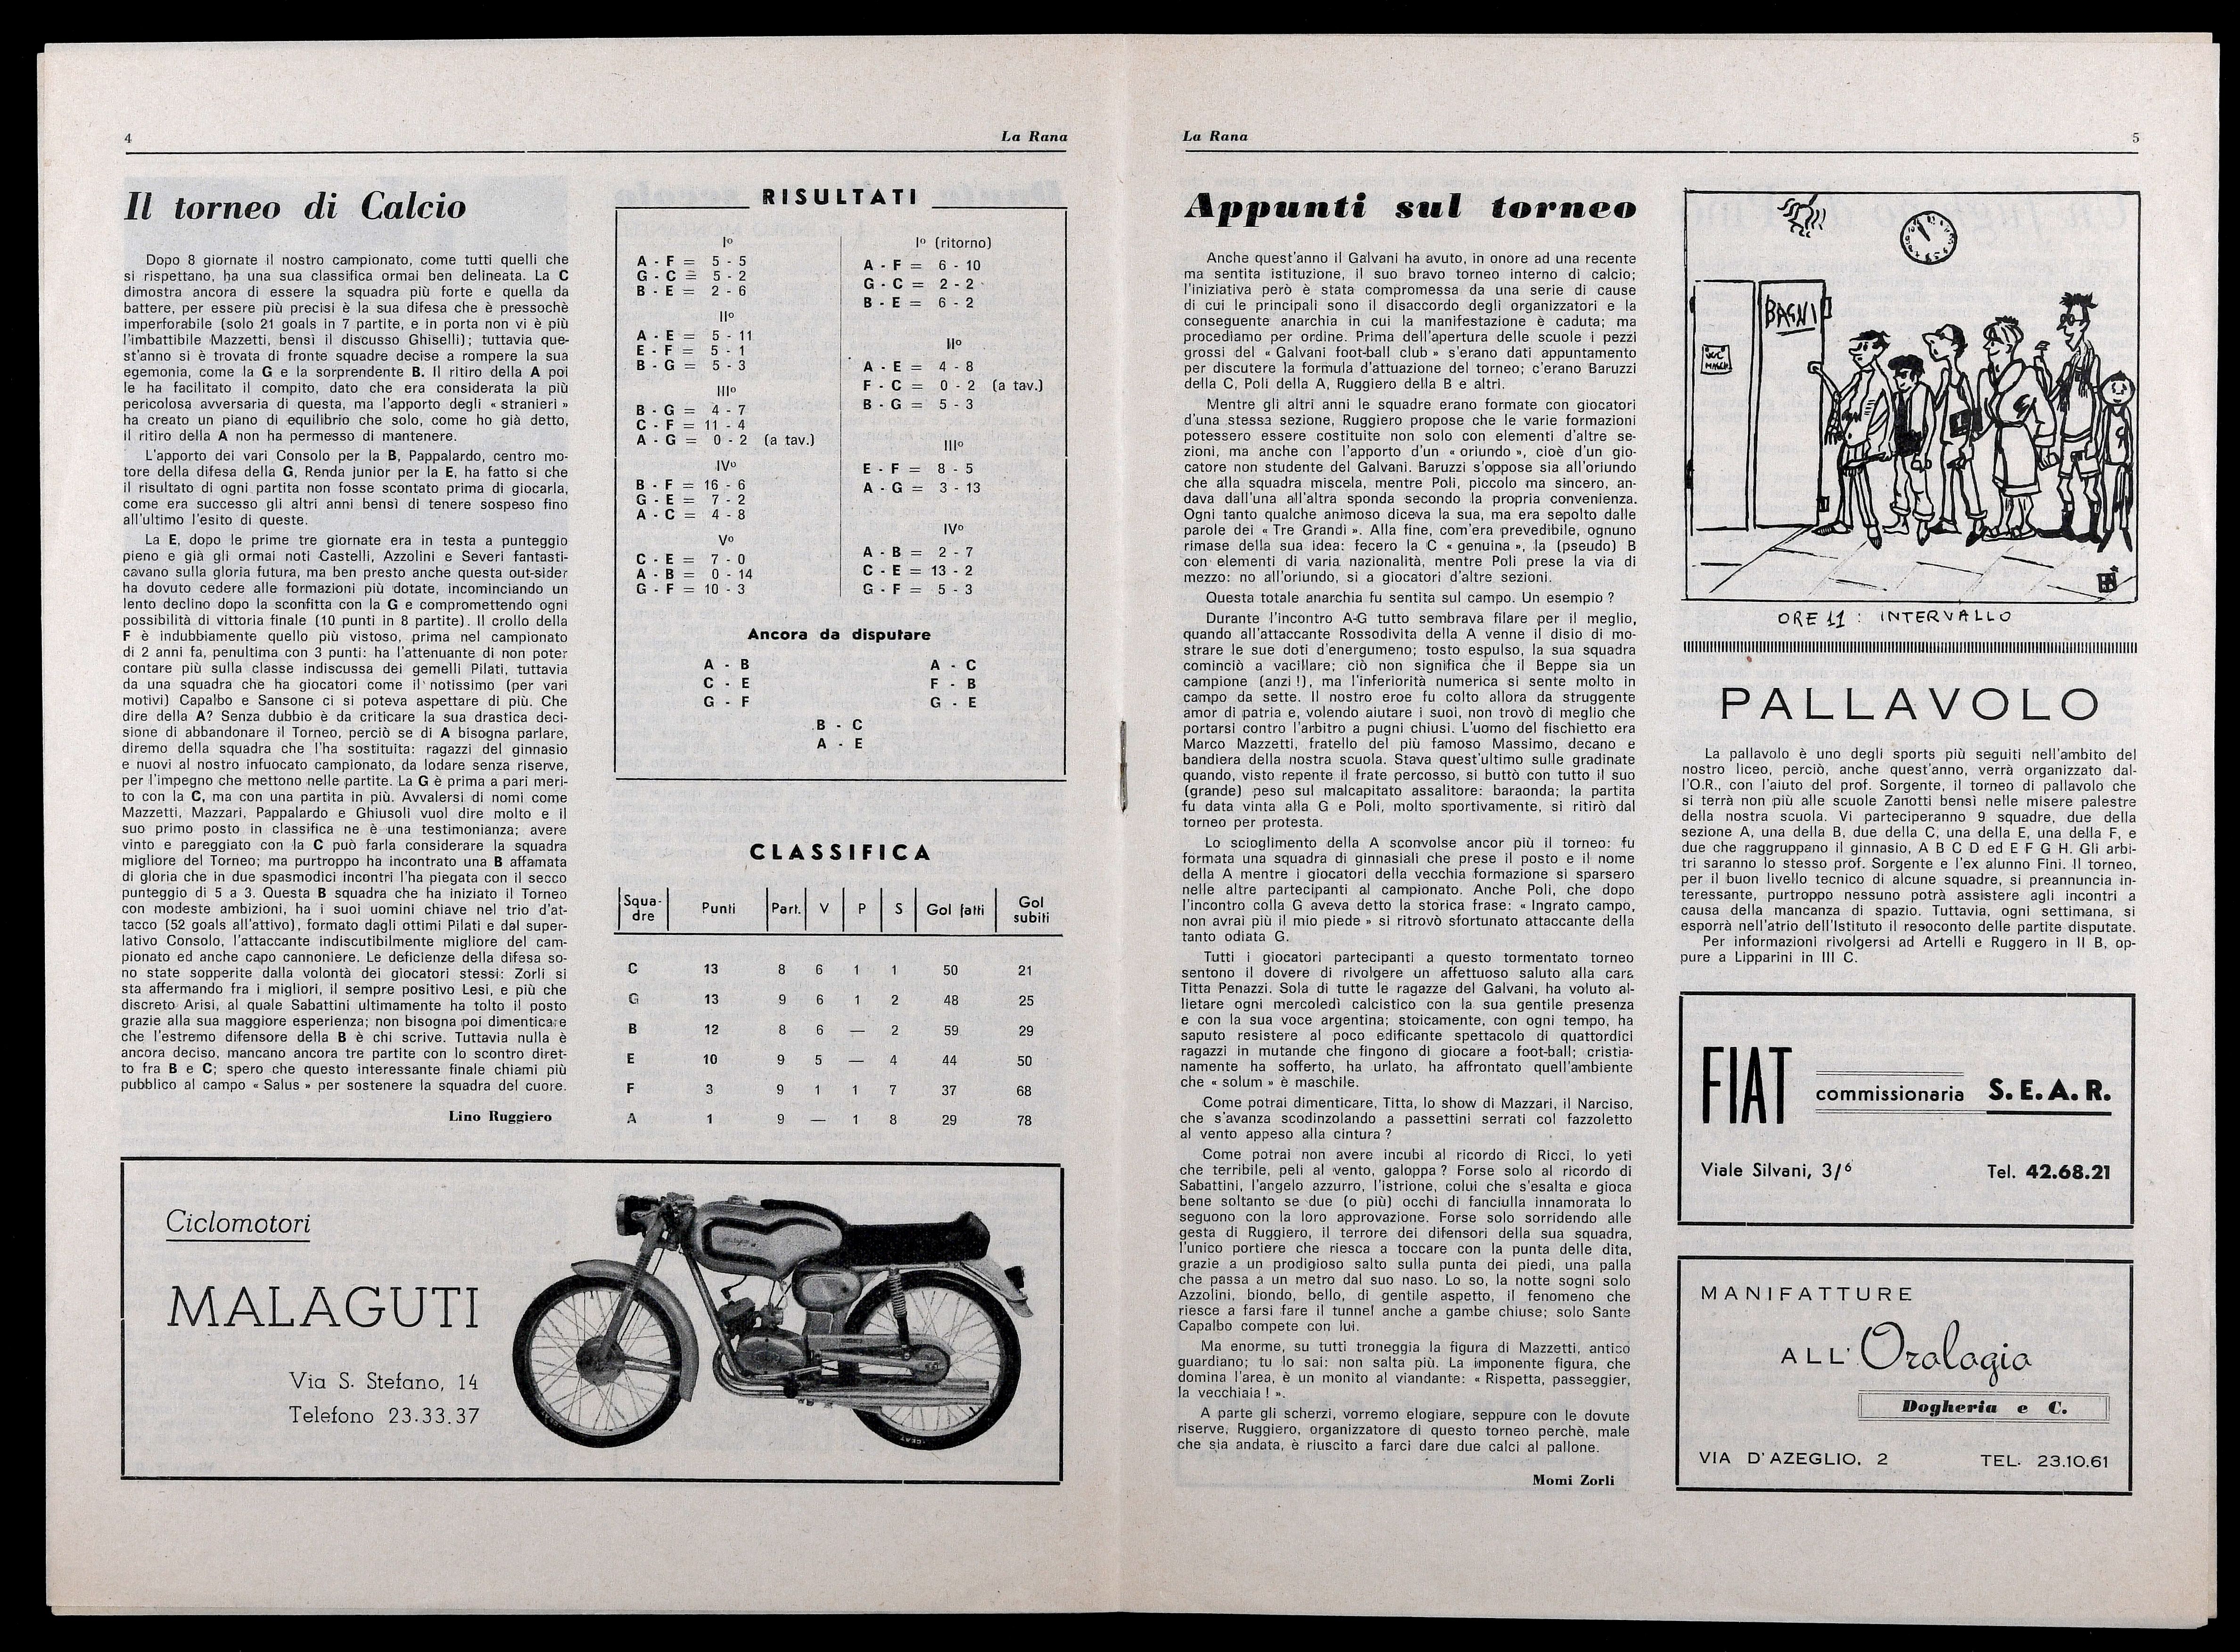 4
La Rana
Il torneo di Calcio
Dopo 8 giornate il nostro campionato, come tutti quelli che
si rispettano, ha una sua classifica ormai ben delineata. La C
dimostra ancora di essere la squadra più forte e quella da
battere, per essere più precisi è la sua difesa che è pressochè
imperforabile (solo 21 goals in 7 partite, e in porta non vi è più
l'imbattibile Mazzetti, bensì il discusso Ghiselli); tuttavia que-
st'anno si è trovata di fronte squadre decise a rompere la sua
egemonia, come la G e la sorprendente B. Il ritiro della A poi
le ha facilitato il compito, dato che era considerata la più
pericolosa avversaria di questa, ma l'apporto degli « stranieri »
ha creato un piano di equilibrio che solo, come ho già detto,
il ritiro della A non ha permesso di mantenere.
L'apporto dei vari Consolo per la B, Pappalardo, centro mo-
tore della difesa della G, Renda junior per la E, ha fatto si che
il risultato di ogni partita non fosse scontato prima di giocarla,
come era successo gli altri anni bensì di tenere sospeso fino
all'ultimo l'esito di queste.
La E, dopo le prime tre giornate era in testa a punteggio
pieno e già gli ormai noti Castelli, Azzolini e Severi fantasti-
cavano sulla gloria futura, ma ben presto anche questa out-sider
ha dovuto cedere alle formazioni più dotate, incominciando un
lento declino dopo la sconfitta con la G e compromettendo ogni
possibilità di vittoria finale (10 punti in 8 partite). Il crollo della
F è indubbiamente quello più vistoso, prima nel campionato
di 2 anni fa, penultima con 3 punti: ha l'attenuante di non poter
contare più sulla classe indiscussa dei gemelli Pilati, tuttavia
da una squadra che ha giocatori come il notissimo (per vari
motivi) Capalbo e Sansone ci si poteva aspettare di più. Che
dire della A? Senza dubbio è da criticare la sua drastica deci-
sione di abbandonare il Torneo, perciò se di A bisogna parlare,
diremo della squadra che l'ha sostituita: ragazzi del ginnasio
e nuovi al nostro infuocato campionato, da lodare senza riserve,
per l'impegno che mettono nelle partite. La G è prima a pari meri-
to con la C, ma con una partita in più. Avvalersi di nomi come
Mazzetti, Mazzari, Pappalardo e Ghiusoli vuol dire molto e il
suo primo posto in classifica ne è una testimonianza; avere
vinto e pareggiato con la C può farla considerare la squadra
migliore del Torneo; ma purtroppo ha incontrato una B affamata
di gloria che in due spasmodici incontri l'ha piegata con il secco
punteggio di 5 a 3. Questa B squadra che ha iniziato il Torneo
con modeste ambizioni, ha i suoi uomini chiave nel trio d'at-
tacco (52 goals all'attivo), formato dagli ottimi Pilati e dal super-
lativo Consolo, l'attaccante indiscutibilmente migliore del cam-
pionato ed anche capo cannoniere. Le deficienze della difesa so-
no state sopperite dalla volontà dei giocatori stessi: Zorli si
sta affermando fra i migliori, il sempre positivo Lesi, e più che
discreto Arisi, al quale Sabattini ultimamente ha tolto il posto
grazie alla sua maggiore esperienza; non bisogna poi dimenticare
che l'estremo difensore della B è chi scrive. Tuttavia nulla è
ancora deciso, mancano ancora tre partite con lo scontro diret-
to fra B e C; spero che questo interessante finale chiami più
pubblico al campo « Salus » per sostenere la squadra del cuore.
Lino Ruggiero
RISULTATI
Iº
A - F = 5 - 5
G - C = 5 - 2
B - E = 2 - 6
IIº
A - E = 5 - 11
E - F = 5 - 1
B - G = 5 - 3
IIIº
B - G = 4 - 7
C - F = 11 - 4
A - G = 0 - 2 (a tav.)
IVº
B - F = 16 - 6
G - E = 7 - 2
A - C = 4 - 8
Vº
C - E = 7 - 0
A - B = 0 - 14
G - F = 10 - 3
Iº (ritorno)
A - F = 6 - 10
G - C = 2 - 2
B - E = 6 - 2
IIº
A - E = 4 - 8
F - C = 0 - 2 (a tav.)
B - G = 5 - 3
IIIº
E - F = 8 - 5
A - G = 3 - 13
IVº
A - B = 2 - 7
C - E = 13 - 2
G - F = 5 - 3
Ancora da disputare
A - B A - C
C - E F - B
G - F G - E
B - C
A - E
CLASSIFICA
Squa-dre Punti Part. V P S Gol fatti Gol subiti
C 13 8 6 1 1 50 21
G 13 9 6 1 2 48 25
B 12 8 6 — 2 59 29
E 10 9 5 — 4 44 50
F 3 9 1 1 7 37 68
A 1 9 — 1 8 29 78
Ciclomotori
MALAGUTI
Via S. Stefano, 14
Telefono 23.33.37
La Rana
5
Appunti sul torneo
Anche quest'anno il Galvani ha avuto, in onore ad una recente
ma sentita istituzione, il suo bravo torneo interno di calcio;
l'iniziativa però è stata compromessa da una serie di cause
di cui le principali sono il disaccordo degli organizzatori e la
conseguente anarchia in cui la manifestazione è caduta; ma
procediamo per ordine. Prima dell'apertura delle scuole i pezzi
grossi del « Galvani foot-ball club » s'erano dati appuntamento
per discutere la formula d'attuazione del torneo; c'erano Baruzzi
della C, Poli della A, Ruggiero della B e altri.
Mentre gli altri anni le squadre erano formate con giocatori
d'una stessa sezione, Ruggiero propose che le varie formazioni
potessero essere costituite non solo con elementi d'altre se-
zioni, ma anche con l'apporto d'un « oriundo », cioè d'un gio-
catore non studente del Galvani. Baruzzi s'oppose sia all'oriundo
che alla squadra miscela, mentre Poli, piccolo ma sincero, an-
dava dall'una all'altra sponda secondo la propria convenienza.
Ogni tanto qualche animoso diceva la sua, ma era sepolto dalle
parole dei « Tre Grandi ». Alla fine, com'era prevedibile, ognuno
rimase della sua idea: fecero la C « genuina », la (pseudo) B
con elementi di varia nazionalità, mentre Poli prese la via di
mezzo: no all'oriundo, si a giocatori d'altre sezioni.
Questa totale anarchia fu sentita sul campo. Un esempio ?
Durante l'incontro A-G tutto sembrava filare per il meglio,
quando all'attaccante Rossodivita della A venne il disio di mo-
strare le sue doti d'energumeno; tosto espulso, la sua squadra
cominciò a vacillare; ciò non significa che il Beppe sia un
campione (anzi !), ma l'inferiorità numerica si sente molto in
campo da sette. Il nostro eroe fu colto allora da struggente
amor di patria e, volendo aiutare i suoi, non trovò di meglio che
portarsi contro l'arbitro a pugni chiusi. L'uomo del fischietto era
Marco Mazzetti, fratello del più famoso Massimo, decano e
bandiera della nostra scuola. Stava quest'ultimo sulle gradinate
quando, visto repente il frate percosso, si buttò con tutto il suo
(grande) peso sul malcapitato assalitore: baraonda; la partita
fu data vinta alla G e Poli, molto sportivamente, si ritirò dal
torneo per protesta.
Lo scioglimento della A sconvolse ancor più il torneo: fu
formata una squadra di ginnasiali che prese il posto e il nome
della A mentre i giocatori della vecchia formazione si sparsero
nelle altre partecipanti al campionato. Anche Poli, che dopo
l'incontro colla G aveva detto la storica frase: « Ingrato campo,
non avrai più il mio piede » si ritrovò sfortunato attaccante della
tanto odiata G.
Tutti i giocatori partecipanti a questo tormentato torneo
sentono il dovere di rivolgere un affettuoso saluto alla cara
Titta Penazzi. Sola di tutte le ragazze del Galvani, ha voluto al-
lietare ogni mercoledì calcistico con la sua gentile presenza
e con la sua voce argentina; stoicamente, con ogni tempo, ha
saputo resistere al poco edificante spettacolo di quattordici
ragazzi in mutande che fingono di giocare a foot-ball; cristia-
namente ha sofferto, ha urlato, ha affrontato quell'ambiente
che « solum » è maschile.
Come potrai dimenticare, Titta, lo show di Mazzari, il Narciso,
che s'avanza scodinzolando a passettini serrati col fazzoletto
al vento appeso alla cintura ?
Come potrai non avere incubi al ricordo di Ricci, lo yeti
che terribile, peli al vento, galoppa ? Forse solo al ricordo di
Sabattini, l'angelo azzurro, l'istrione, colui che s'esalta e gioca
bene soltanto se due (o più) occhi di fanciulla innamorata lo
seguono con la loro approvazione. Forse solo sorridendo alle
gesta di Ruggiero, il terrore dei difensori della sua squadra,
l'unico portiere che riesca a toccare con la punta delle dita,
grazie a un prodigioso salto sulla punta dei piedi, una palla
che passa a un metro dal suo naso. Lo so, la notte sogni solo
Azzolini, biondo, bello, di gentile aspetto, il fenomeno che
riesce a farsi fare il tunnel anche a gambe chiuse; solo Sante
Capalbo compete con lui.
Ma enorme, su tutti troneggia la figura di Mazzetti, antico
guardiano; tu lo sai: non salta più. La imponente figura, che
domina l'area, è un monito al viandante: « Rispetta, passeggier,
la vecchiaia ! ».
A parte gli scherzi, vorremo elogiare, seppure con le dovute
riserve, Ruggiero, organizzatore di questo torneo perchè, male
che sia andata, è riuscito a farci dare due calci al pallone.
Momi Zorli
BAGNI
ORE 11 : INTERVALLO
PALLAVOLO
La pallavolo è uno degli sports più seguiti nell'ambito del
nostro liceo, perciò, anche quest'anno, verrà organizzato dal-
l'O.R., con l'aiuto del prof. Sorgente, il torneo di pallavolo che
si terrà non più alle scuole Zanotti bensì nelle misere palestre
della nostra scuola. Vi parteciperanno 9 squadre, due della
sezione A, una della B, due della C, una della E, una della F, e
due che raggruppano il ginnasio, A B C D ed E F G H. Gli arbi-
tri saranno lo stesso prof. Sorgente e l'ex alunno Fini. Il torneo,
per il buon livello tecnico di alcune squadre, si preannuncia in-
teressante, purtroppo nessuno potrà assistere agli incontri a
causa della mancanza di spazio. Tuttavia, ogni settimana, si
esporrà nell'atrio dell'Istituto il resoconto delle partite disputate.
Per informazioni rivolgersi ad Artelli e Ruggero in II B, op-
pure a Lipparini in III C.
FIAT commissionaria S.E.A.R.
Viale Silvani, 3/6 Tel. 42.68.21
MANIFATTURE
ALL' Orologio
Dogheria e C.
VIA D'AZEGLIO, 2 TEL. 23.10.61